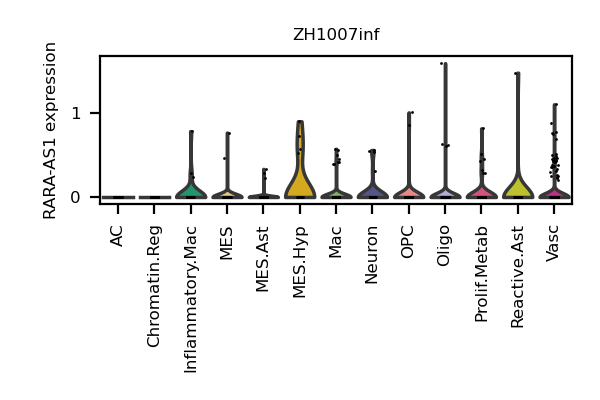 ZH1007inf
RARA-AS1 expression
1
0
AC
Chromatin.Reg
Inflammatory.Mac
MES
MES.Ast
MES.Hyp
Mac
Neuron
OPC
Oligo
Prolif.Metab
Reactive.Ast
Vasc